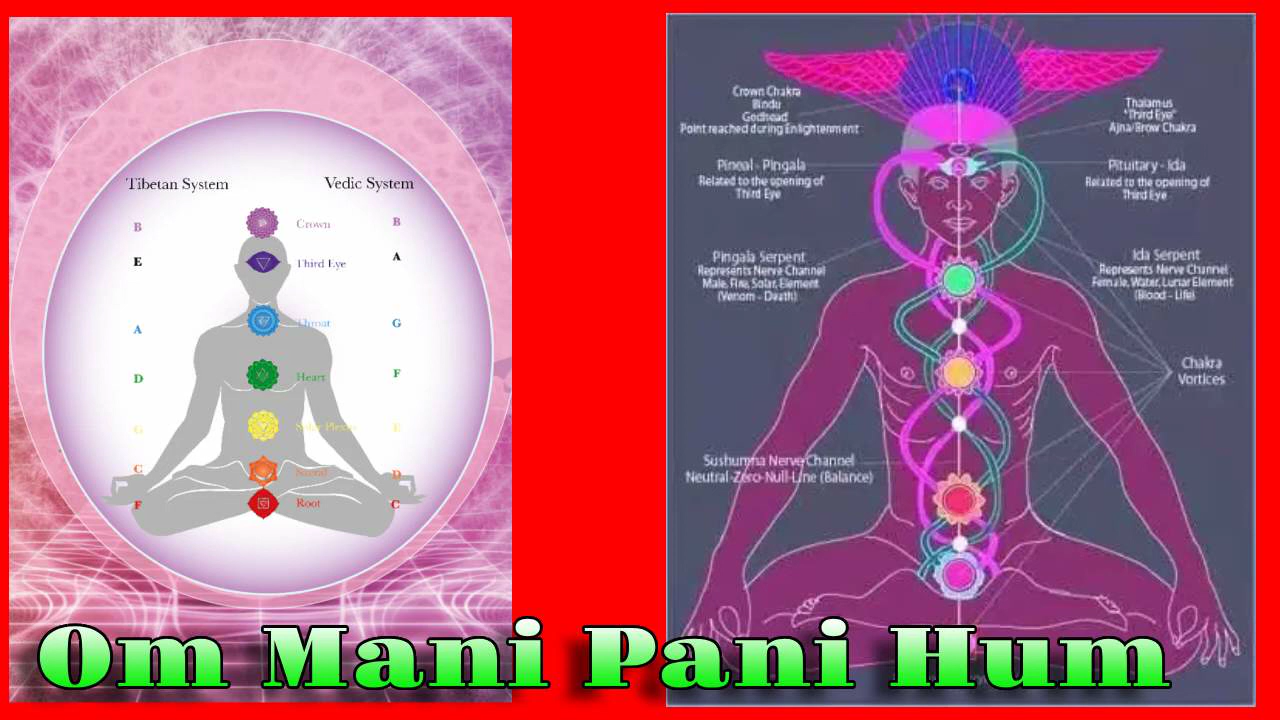 Tibetan System
Vedic System
B
Crown
B
E
Third Eye
A
A
Throat
G
D
Heart
F
G
Solar Plexus
E
C
Sacral
D
F
Root
C
Crown Chakra
Bindu
Godhead
Point reached during Enlightenment
Thalamus
"Third Eye"
Ajna/Brow Chakra
Pineal - Pingala
Related to the opening of
Third Eye
Pituitary - Ida
Related to the opening of
Third Eye
Pingala Serpent
Represents Nerve Channel
Male, Fire, Solar, Element
(Venom - Death)
Ida Serpent
Represents Nerve Channel
Female, Water, Lunar Element
(Blood - Life)
Chakra
Vortices
Sushumna Nerve Channel
Neutral-Zero-Null-Line (Balance)
Om Mani Pani Hum